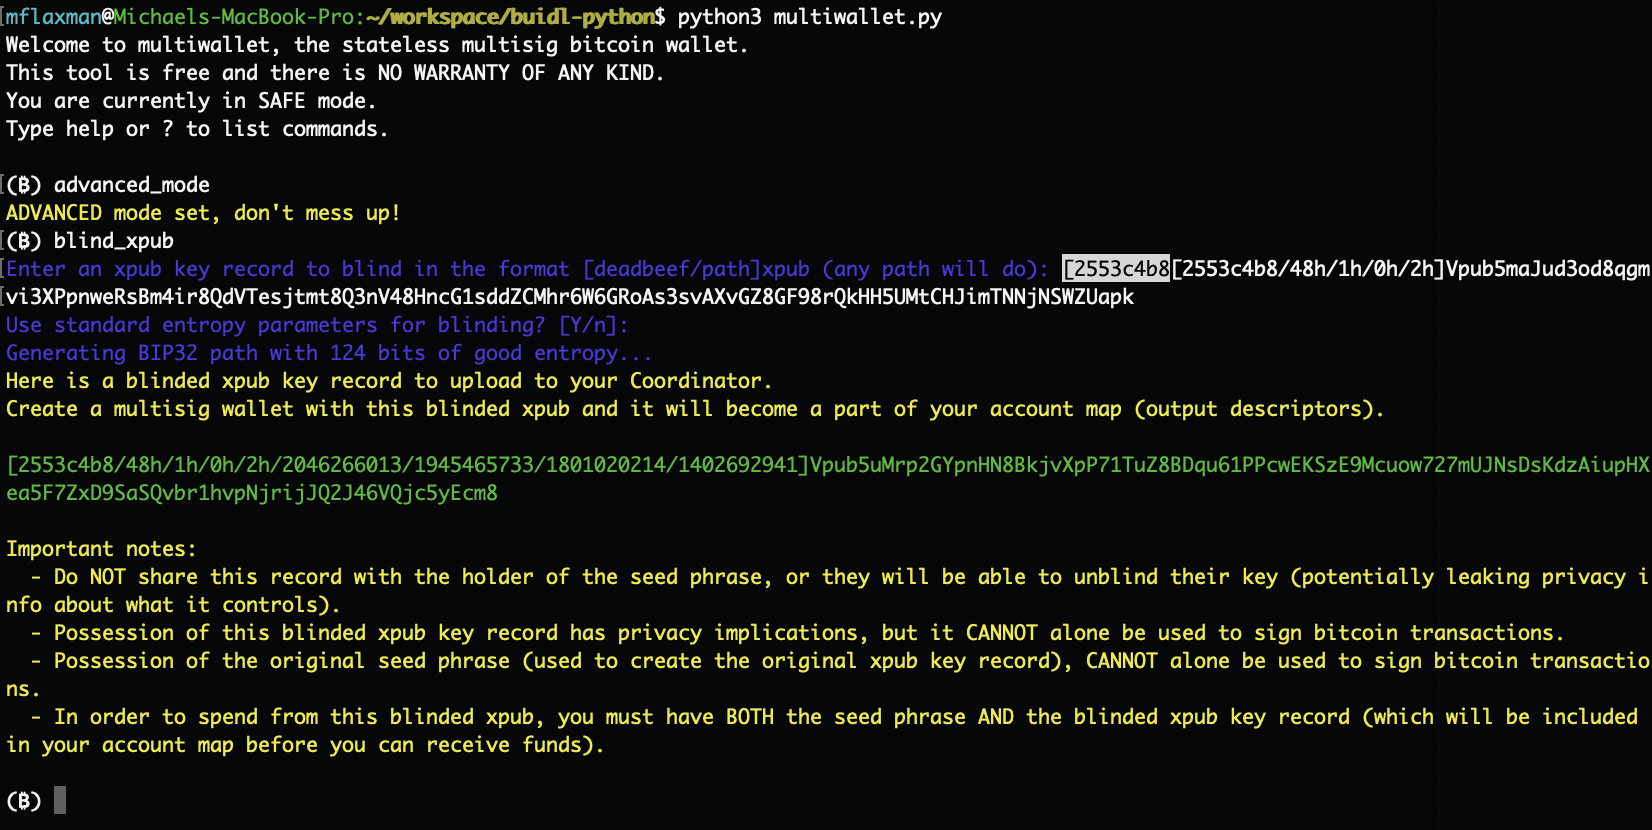 mflaxman@Michaels-MacBook-Pro:~/workspace/buidl-python$ python3 multiwallet.py
Welcome to multiwallet, the stateless multisig bitcoin wallet.
This tool is free and there is NO WARRANTY OF ANY KIND.
You are currently in SAFE mode.
Type help or ? to list commands.
(₿) advanced_mode
ADVANCED mode set, don't mess up!
(₿) blind_xpub
Enter an xpub key record to blind in the format [deadbeef/path]xpub (any path will do): [2553c4b8[2553c4b8/48h/1h/0h/2h]Vpub5maJud3od8qgm
vi3XPpnweRsBm4ir8QdVTesjtmt8Q3nV48HncG1sddZCMhr6W6GRoAs3svAXvGZ8GF98rQkHH5UMtCHJimTNNjNSWZUapk
Use standard entropy parameters for blinding? [Y/n]:
Generating BIP32 path with 124 bits of good entropy...
Here is a blinded xpub key record to upload to your Coordinator.
Create a multisig wallet with this blinded xpub and it will become a part of your account map (output descriptors).
[2553c4b8/48h/1h/0h/2h/2046266013/1945465733/1801020214/1402692941]Vpub5uMrp2GYpnHN8BkjvXpP71TuZ8BDqu61PPcwEKSzE9Mcuow727mUJNsDsKdzAiupHX
ea5F7ZxD9SaSQvbr1hvpNjrijJQ2J46VQjc5yEcm8
Important notes:
- Do NOT share this record with the holder of the seed phrase, or they will be able to unblind their key (potentially leaking privacy i
nfo about what it controls).
- Possession of this blinded xpub key record has privacy implications, but it CANNOT alone be used to sign bitcoin transactions.
- Possession of the original seed phrase (used to create the original xpub key record), CANNOT alone be used to sign bitcoin transactio
ns.
- In order to spend from this blinded xpub, you must have BOTH the seed phrase AND the blinded xpub key record (which will be included
in your account map before you can receive funds).
(₿)